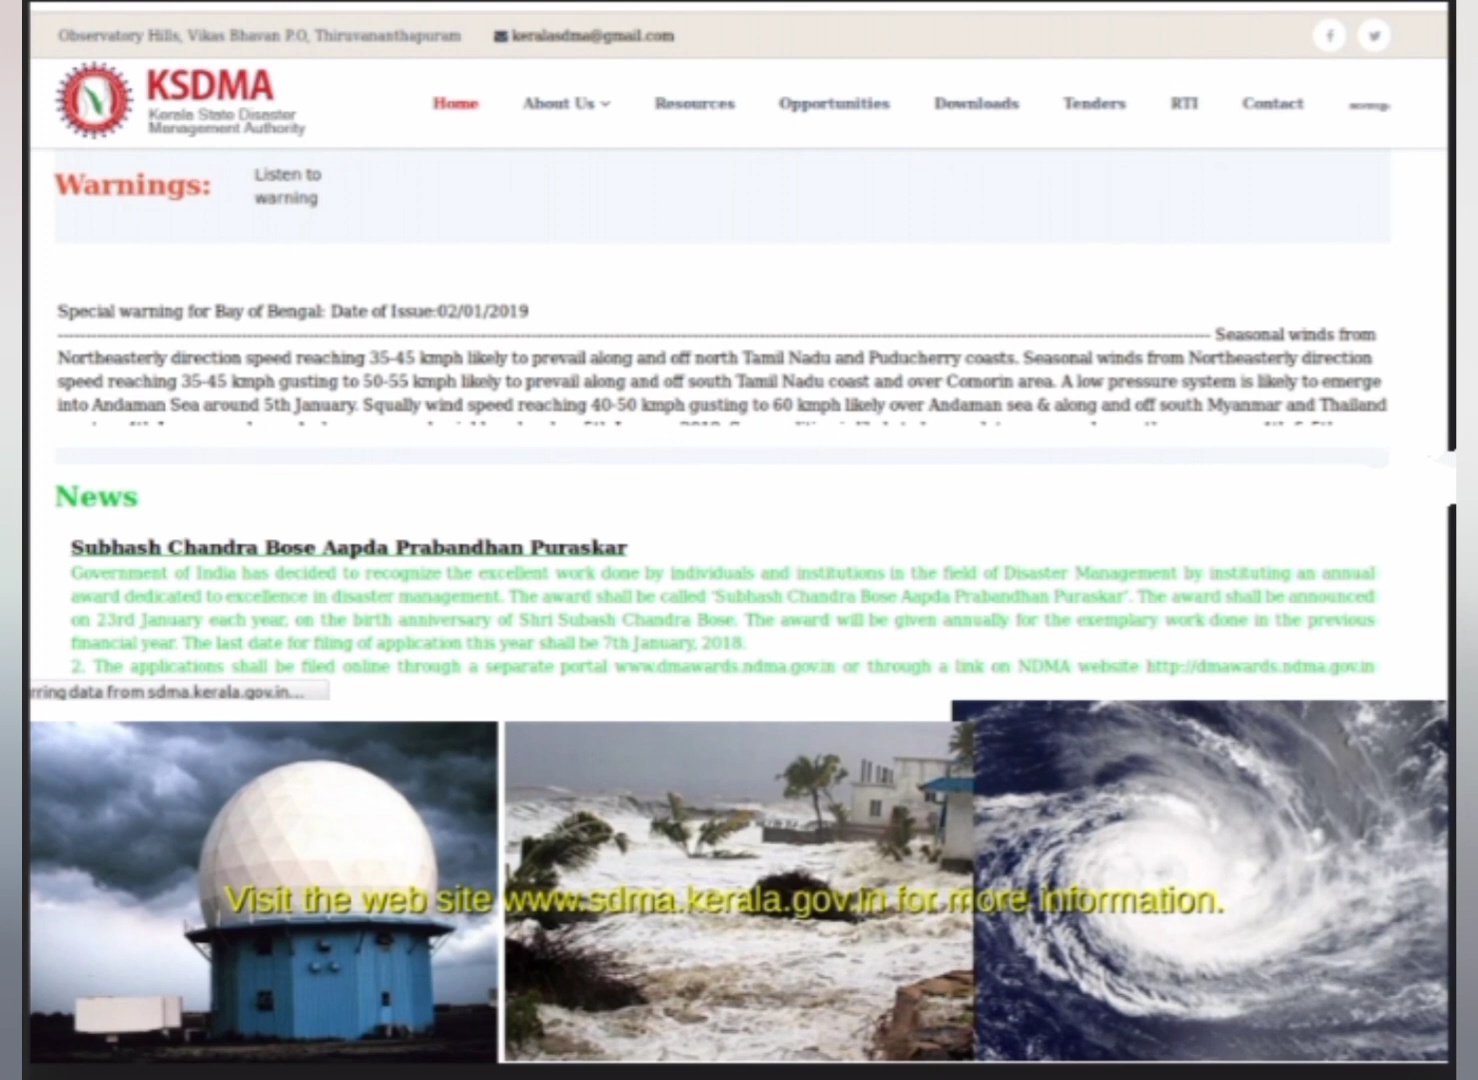 Observatory Hills, Vikas Bhavan P.O, Thiruvananthapuram keralasdma@gmail.com
KSDMA
Kerala State Disaster
Management Authority
Home About Us Resources Opportunities Downloads Tenders RTI Contact
Warnings:
Listen to
warning
Special warning for Bay of Bengal: Date of Issue:02/01/2019
Seasonal winds from
Northeasterly direction speed reaching 35-45 kmph likely to prevail along and off north Tamil Nadu and Puducherry coasts. Seasonal winds from Northeasterly direction
speed reaching 35-45 kmph gusting to 50-55 kmph likely to prevail along and off south Tamil Nadu coast and over Comorin area. A low pressure system is likely to emerge
into Andaman Sea around 5th January. Squally wind speed reaching 40-50 kmph gusting to 60 kmph likely over Andaman sea & along and off south Myanmar and Thailand
News
Subhash Chandra Bose Aapda Prabandhan Puraskar
Government of India has decided to recognize the excellent work done by individuals and institutions in the field of Disaster Management by instituting an annual
award dedicated to excellence in disaster management. The award shall be called 'Subhash Chandra Bose Aapda Prabandhan Puraskar'. The award shall be announced
on 23rd January each year, on the birth anniversary of Shri Subash Chandra Bose. The award will be given annually for the exemplary work done in the previous
financial year. The last date for filing of application this year shall be 7th January, 2018.
2. The applications shall be filed online through a separate portal www.dmawards.ndma.gov.in or through a link on NDMA website http://dmawards.ndma.gov.in
rring data from sdma.kerala.gov.in...
Visit the web site www.sdma.kerala.gov.in for more information.